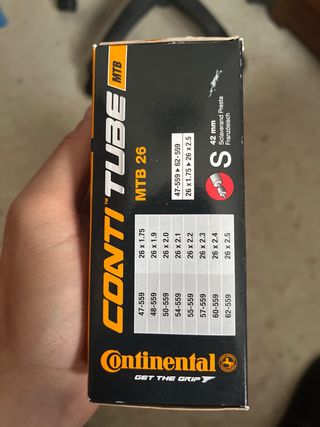 CONTI™ TUBE MTB
MTB 26
47-559 ▸ 62-559
26 x 1.75 ▸ 26 x 2.5
S
42 mm
Sclaverand Presta
Französisch
47-559 26 x 1.75
48-559 26 x 1.9
50-559 26 x 2.0
54-559 26 x 2.1
55-559 26 x 2.2
57-559 26 x 2.3
60-559 26 x 2.4
62-559 26 x 2.5
Continental
GET THE GRIP